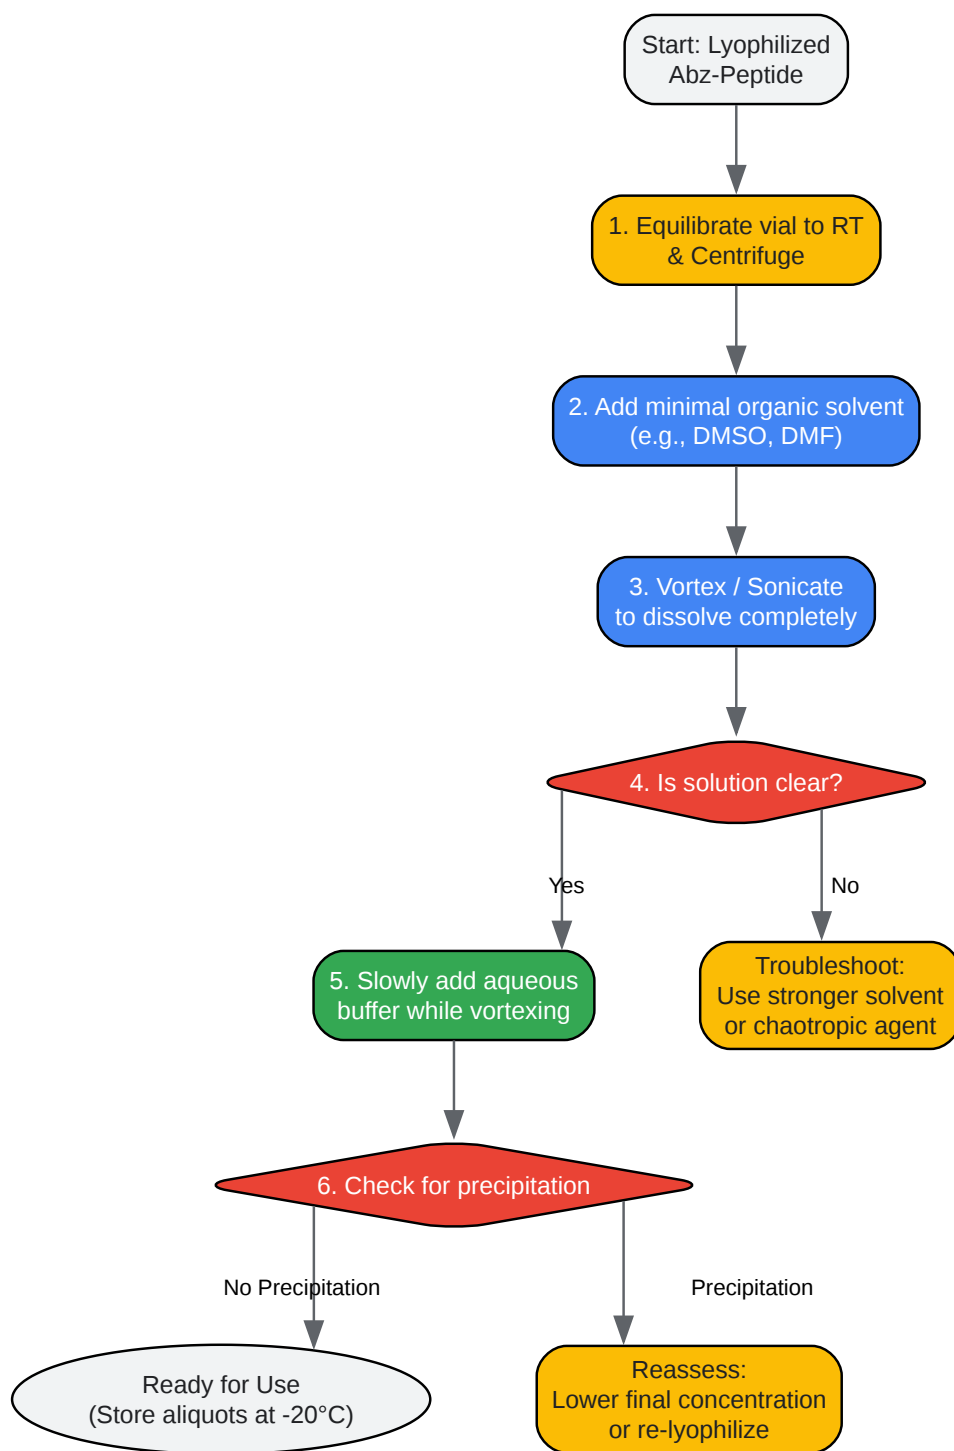 Start: Lyophilized
Abz-Peptide
1. Equilibrate vial to RT
& Centrifuge
2. Add minimal organic solvent
(e.g., DMSO, DMF)
3. Vortex / Sonicate
to dissolve completely
4. Is solution clear?
Yes
No
5. Slowly add aqueous
buffer while vortexing
Troubleshoot:
Use stronger solvent
or chaotropic agent
6. Check for precipitation
No Precipitation
Precipitation
Ready for Use
(Store aliquots at -20°C)
Reassess:
Lower final concentration
or re-lyophilize